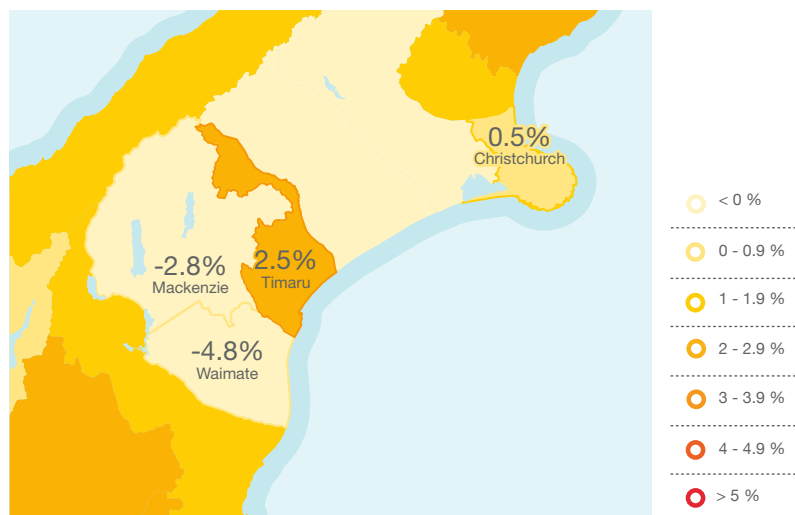 0.5%
Christchurch
-2.8%
Mackenzie
2.5%
Timaru
-4.8%
Waimate
< 0 %
0 - 0.9 %
1 - 1.9 %
2 - 2.9 %
3 - 3.9 %
4 - 4.9 %
> 5 %